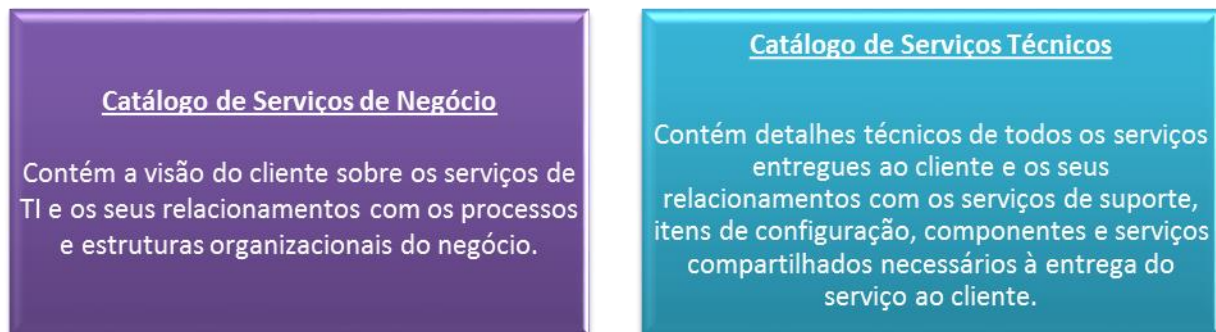 Catálogo de Serviços de Negócio
Contém a visão do cliente sobre os serviços de
TI e os seus relacionamentos com os processos
e estruturas organizacionais do negócio.
Catálogo de Serviços Técnicos
Contém detalhes técnicos de todos os serviços
entregues ao cliente e os seus
relacionamentos com os serviços de suporte,
itens de configuração, componentes e serviços
compartilhados necessários à entrega do
serviço ao cliente.